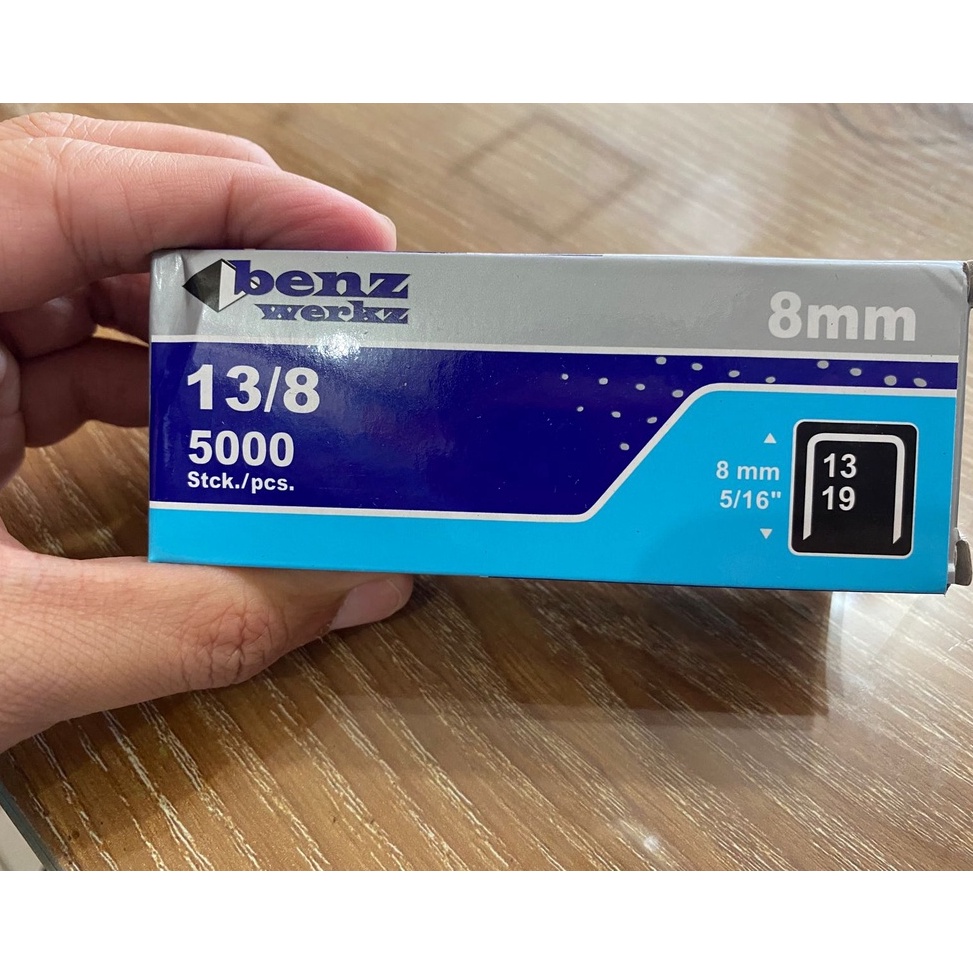 benz
werkz
8mm
13/8
5000
Stck./pcs.
8 mm
5/16"
13
19